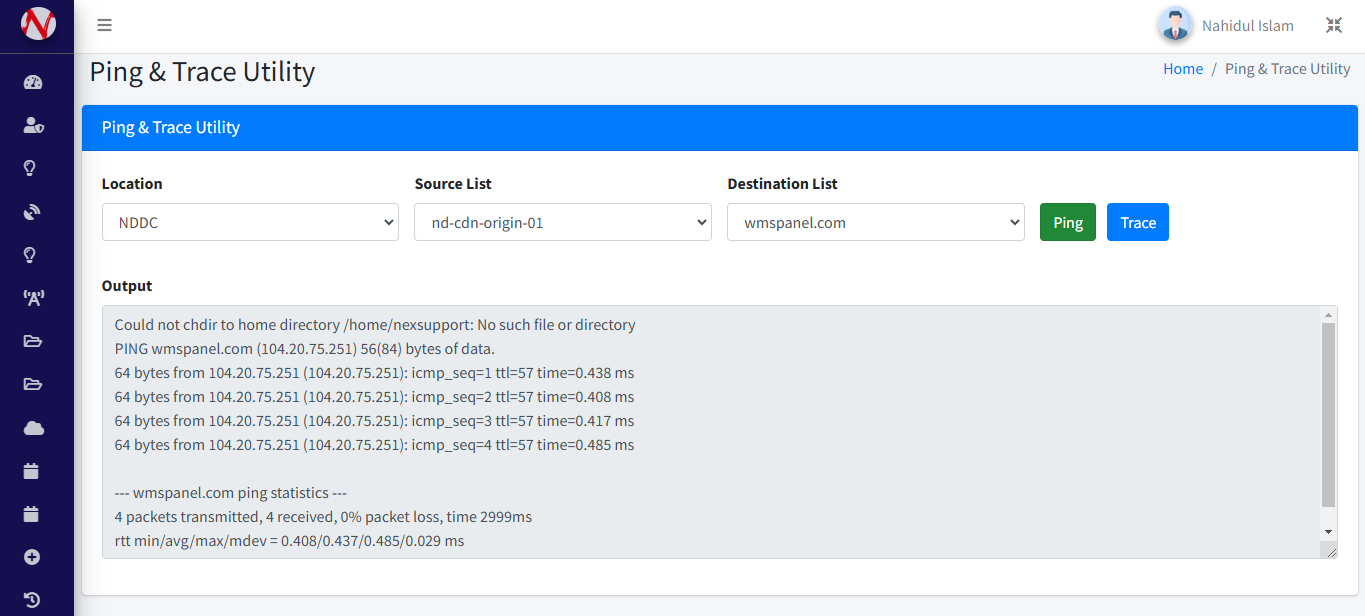 N
Nahidul Islam
Ping & Trace Utility
Home / Ping & Trace Utility
Ping & Trace Utility
Location
Source List
Destination List
NDDC
nd-cdn-origin-01
wmspanel.com
Ping
Trace
Output
Could not chdir to home directory /home/nexsupport: No such file or directory
PING wmspanel.com (104.20.75.251) 56(84) bytes of data.
64 bytes from 104.20.75.251 (104.20.75.251): icmp_seq=1 ttl=57 time=0.438 ms
64 bytes from 104.20.75.251 (104.20.75.251): icmp_seq=2 ttl=57 time=0.408 ms
64 bytes from 104.20.75.251 (104.20.75.251): icmp_seq=3 ttl=57 time=0.417 ms
64 bytes from 104.20.75.251 (104.20.75.251): icmp_seq=4 ttl=57 time=0.485 ms
--- wmspanel.com ping statistics ---
4 packets transmitted, 4 received, 0% packet loss, time 2999ms
rtt min/avg/max/mdev = 0.408/0.437/0.485/0.029 ms